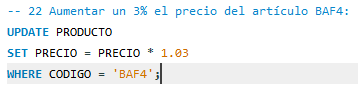 -- 22 Aumentar un 3% el precio del artículo BAF4:
UPDATE PRODUCTO
SET PRECIO = PRECIO * 1.03
WHERE CODIGO = 'BAF4';